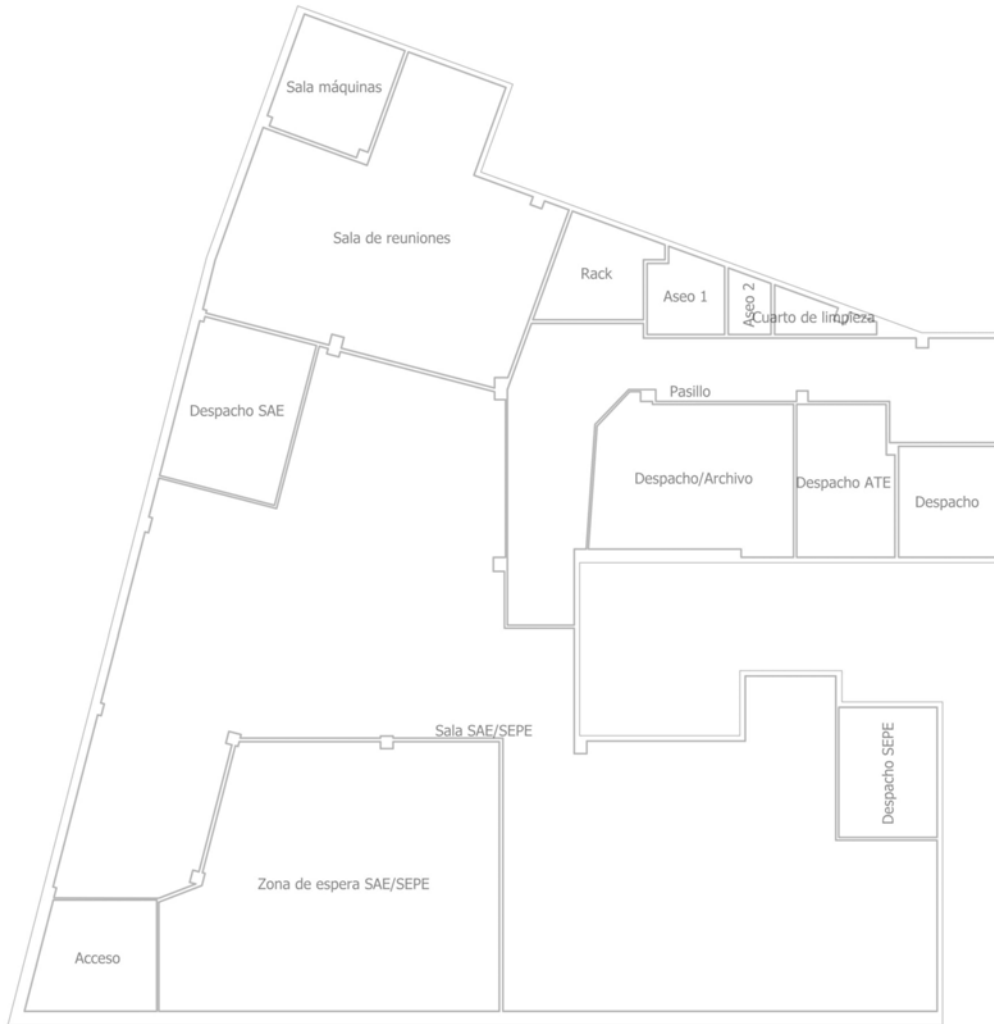 Sala máquinas
Sala de reuniones
Rack
Aseo 1
Aseo 2
Cuarto de limpieza
Pasillo
Despacho SAE
Despacho/Archivo
Despacho ATE
Despacho
Sala SAE/SEPE
Despacho SEPE
Zona de espera SAE/SEPE
Acceso